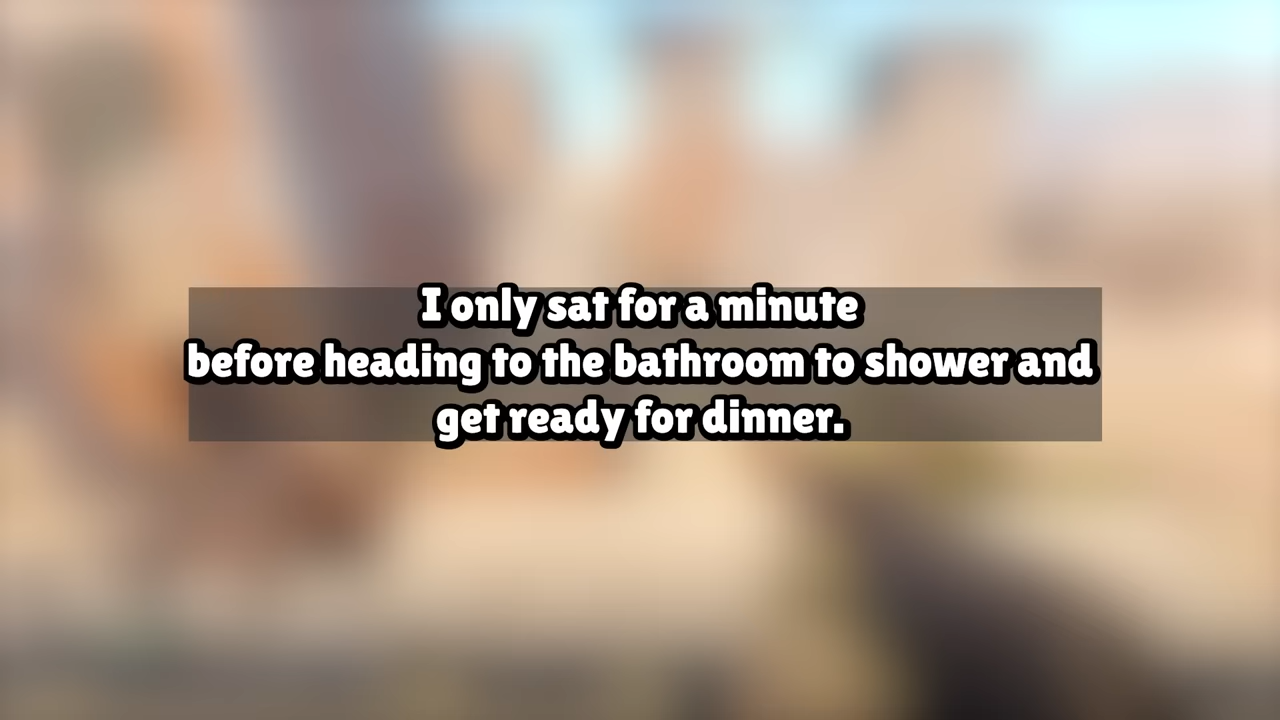 I only sat for a minute
before heading to the bathroom to shower and
get ready for dinner.